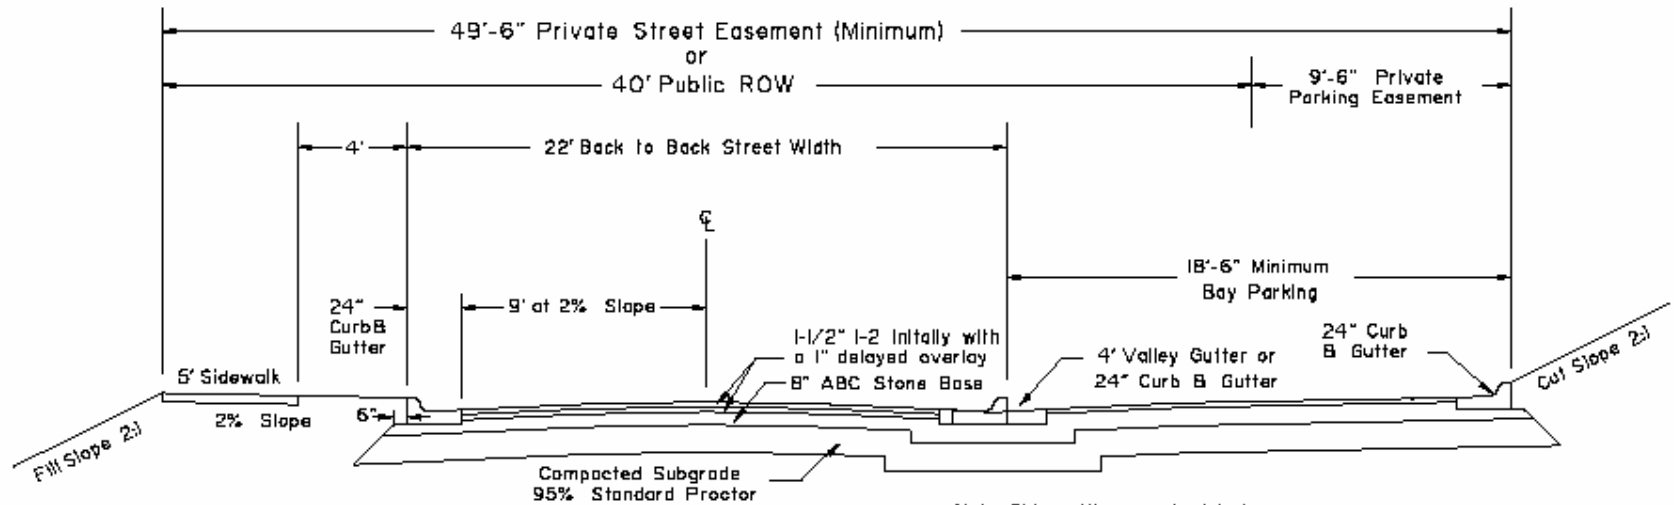 49'-6" Private Street Easement (Minimum)
or
40' Public ROW
9'-6" Private
Parking Easement
4'
22' Back to Back Street Width
℄
18'-6" Minimum
Bay Parking
24"
Curb &
Gutter
9' at 2% Slope
1-1/2" I-2 Initally with
a 1" delayed overlay
8" ABC Stone Base
4' Valley Gutter or
24" Curb & Gutter
24" Curb
& Gutter
Cut Slope 2:1
5' Sidewalk
2% Slope
6"
Fill Slope 2:1
Compacted Subgrade
95% Standard Proctor